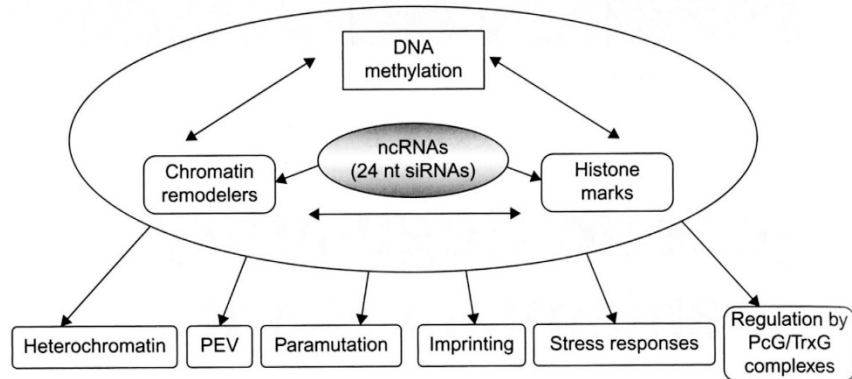 DNA
methylation
ncRNAs
(24 nt siRNAs)
Chromatin
remodelers
Histone
marks
Heterochromatin
PEV
Paramutation
Imprinting
Stress responses
Regulation by
PcG/TrxG
complexes